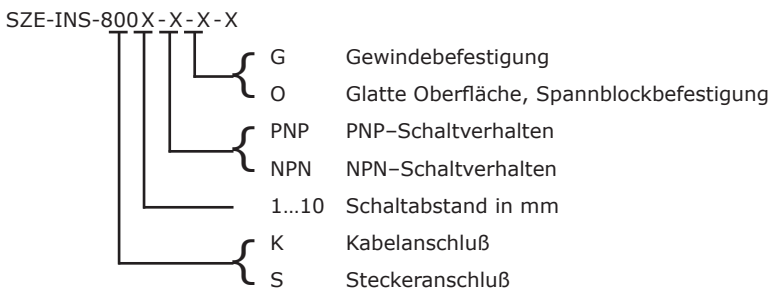 SZE-INS-800X-X-X-X
G Gewindebefestigung
O Glatte Oberfläche, Spannblockbefestigung
PNP PNP–Schaltverhalten
NPN NPN–Schaltverhalten
1...10 Schaltabstand in mm
K Kabelanschluß
S Steckeranschluß